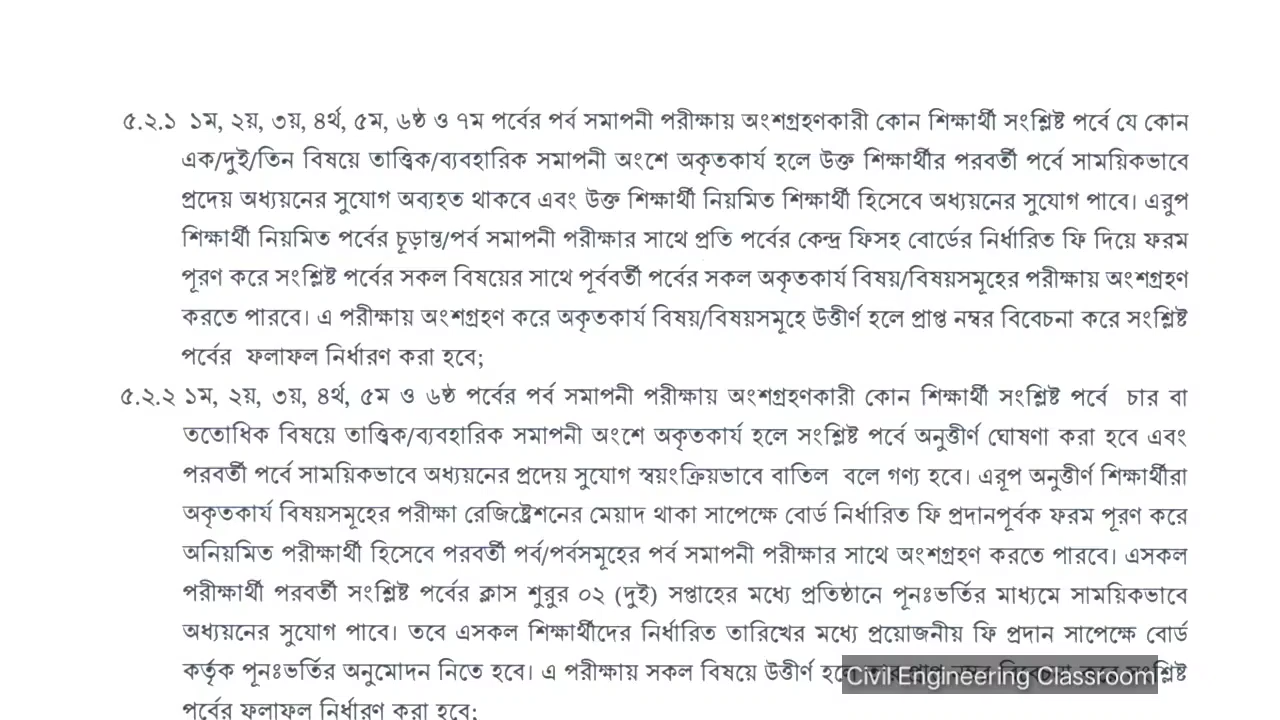 ৫.২.১ ১ম, ২য়, ৩য়, ৪র্থ, ৫ম, ৬ষ্ঠ ও ৭ম পর্বের পর্ব সমাপনী পরীক্ষায় অংশগ্রহণকারী কোন শিক্ষার্থী সংশ্লিষ্ট পর্বে যে কোন
এক/দুই/তিন বিষয়ে তাত্ত্বিক/ব্যবহারিক সমাপনী অংশে অকৃতকার্য হলে উক্ত শিক্ষার্থীর পরবর্তী পর্বে সাময়িকভাবে
প্রদেয় অধ্যয়নের সুযোগ অব্যহত থাকবে এবং উক্ত শিক্ষার্থী নিয়মিত শিক্ষার্থী হিসেবে অধ্যয়নের সুযোগ পাবে। এরুপ
শিক্ষার্থী নিয়মিত পর্বের চূড়ান্ত/পর্ব সমাপনী পরীক্ষার সাথে প্রতি পর্বের কেন্দ্র ফিসহ বোর্ডের নির্ধারিত ফি দিয়ে ফরম
পূরণ করে সংশ্লিষ্ট পর্বের সকল বিষয়ের সাথে পূর্ববর্তী পর্বের সকল অকৃতকার্য বিষয়/বিষয়সমূহের পরীক্ষায় অংশগ্রহণ
করতে পারবে। এ পরীক্ষায় অংশগ্রহণ করে অকৃতকার্য বিষয়/বিষয়সমূহে উত্তীর্ণ হলে প্রাপ্ত নম্বর বিবেচনা করে সংশ্লিষ্ট
পর্বের ফলাফল নির্ধারণ করা হবে;
৫.২.২ ১ম, ২য়, ৩য়, ৪র্থ, ৫ম ও ৬ষ্ঠ পর্বের পর্ব সমাপনী পরীক্ষায় অংশগ্রহণকারী কোন শিক্ষার্থী সংশ্লিষ্ট পর্বে চার বা
ততোধিক বিষয়ে তাত্ত্বিক/ব্যবহারিক সমাপনী অংশে অকৃতকার্য হলে সংশ্লিষ্ট পর্বে অনুত্তীর্ণ ঘোষণা করা হবে এবং
পরবর্তী পর্বে সাময়িকভাবে অধ্যয়নের প্রদেয় সুযোগ স্বয়ংক্রিয়ভাবে বাতিল বলে গণ্য হবে। এরূপ অনুত্তীর্ণ শিক্ষার্থীরা
অকৃতকার্য বিষয়সমূহের পরীক্ষা রেজিষ্ট্রেশনের মেয়াদ থাকা সাপেক্ষে বোর্ড নির্ধারিত ফি প্রদানপূর্বক ফরম পূরণ করে
অনিয়মিত পরীক্ষার্থী হিসেবে পরবর্তী পর্ব/পর্বসমূহের পর্ব সমাপনী পরীক্ষার সাথে অংশগ্রহণ করতে পারবে। এসকল
পরীক্ষার্থী পরবর্তী সংশ্লিষ্ট পর্বের ক্লাস শুরুর ০২ (দুই) সপ্তাহের মধ্যে প্রতিষ্ঠানে পূনঃভর্তির মাধ্যমে সাময়িকভাবে
অধ্যয়নের সুযোগ পাবে। তবে এসকল শিক্ষার্থীদের নির্ধারিত তারিখের মধ্যে প্রয়োজনীয় ফি প্রদান সাপেক্ষে বোর্ড
কর্তৃক পূনঃভর্তির অনুমোদন নিতে হবে। এ পরীক্ষায় সকল বিষয়ে উত্তীর্ণ হলে সংশ্লিষ্ট
Civil Engineering Classroom
পর্বের ফলাফল নির্ধারণ করা হবে;